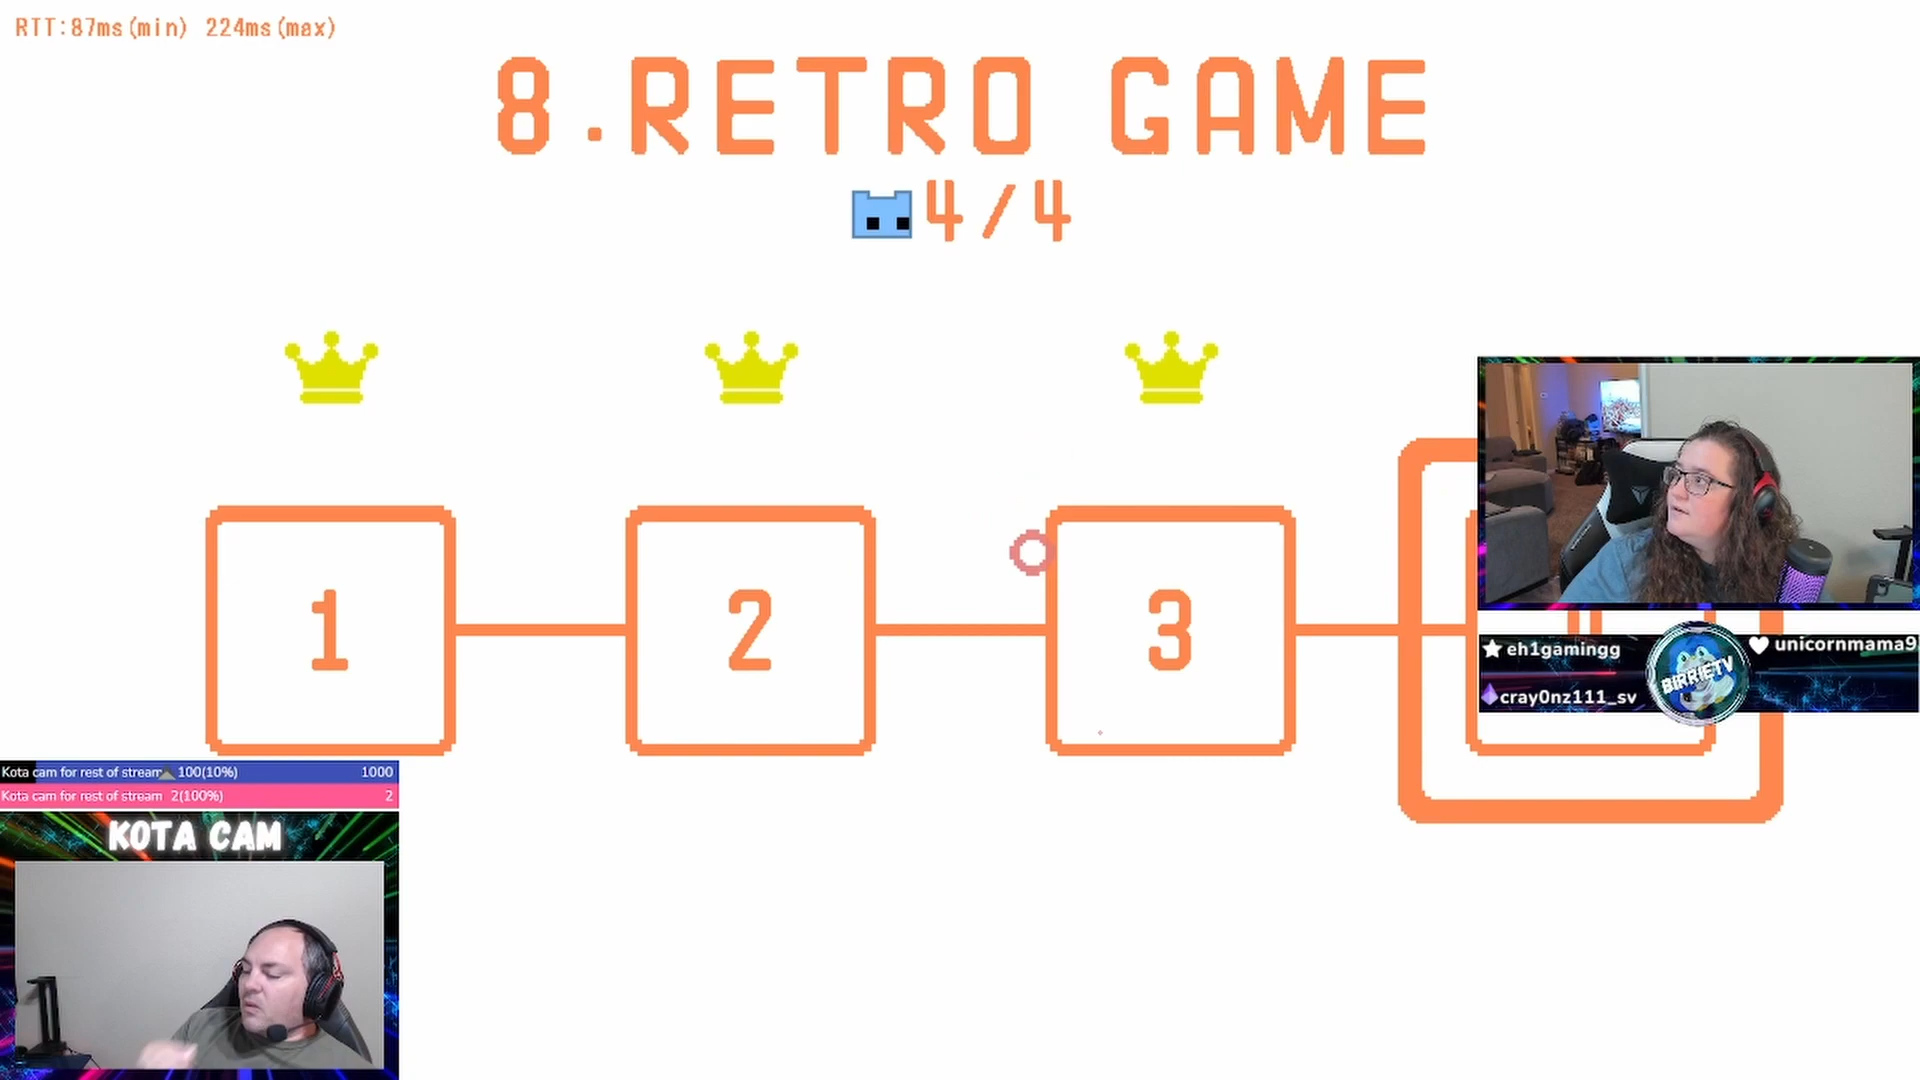 RTT:87ms(min) 224ms(max)
8.RETRO GAME
4/4
1
2
3
eh1gamingg
unicornmama9
BIRRIETV
cray0nz111_sv
Kota cam for rest of stream 100(10%) 1000
Kota cam for rest of stream 2(100%) 2
KOTA CAM